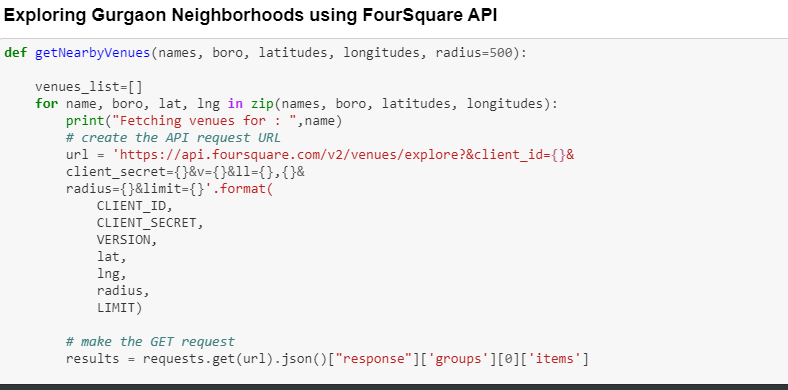 Exploring Gurgaon Neighborhoods using FourSquare API
def getNearbyVenues(names, boro, latitudes, longitudes, radius=500):
venues_list=[]
for name, boro, lat, lng in zip(names, boro, latitudes, longitudes):
print("Fetching venues for : ",name)
# create the API request URL
url = 'https://api.foursquare.com/v2/venues/explore?&client_id={}&
client_secret={}&v={}&ll={},{}&
radius={}&limit={}'.format(
CLIENT_ID,
CLIENT_SECRET,
VERSION,
lat,
lng,
radius,
LIMIT)
# make the GET request
results = requests.get(url).json()["response"]['groups'][0]['items']